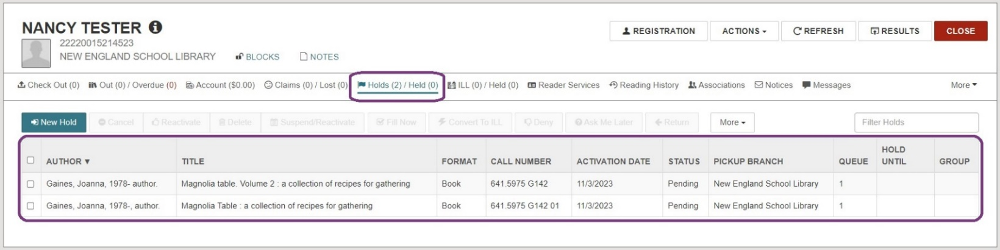 NANCY TESTER
REGISTRATION ACTIONS REFRESH RESULTS CLOSE
22220015214523
NEW ENGLAND SCHOOL LIBRARY BLOCKS NOTES
Check Out (0) Out (0) / Overdue (0) Account ($0.00) Claims (0) / Lost (0) Holds (2) / Held (0) ILL (0) / Held (0) Reader Services Reading History Associations Notices Messages More
New Hold Cancel Reactivate Delete Suspend/Reactivate Fill Now Convert To ILL Deny Ask Me Later Return More Filter Holds
AUTHOR TITLE FORMAT CALL NUMBER ACTIVATION DATE STATUS PICKUP BRANCH QUEUE HOLD UNTIL GROUP
Gaines, Joanna, 1978- author. Magnolia table. Volume 2 : a collection of recipes for gathering Book 641.5975 G142 11/3/2023 Pending New England School Library 1
Gaines, Joanna, 1978-, author. Magnolia Table : a collection of recipes for gathering Book 641.5975 G142 01 11/3/2023 Pending New England School Library 1